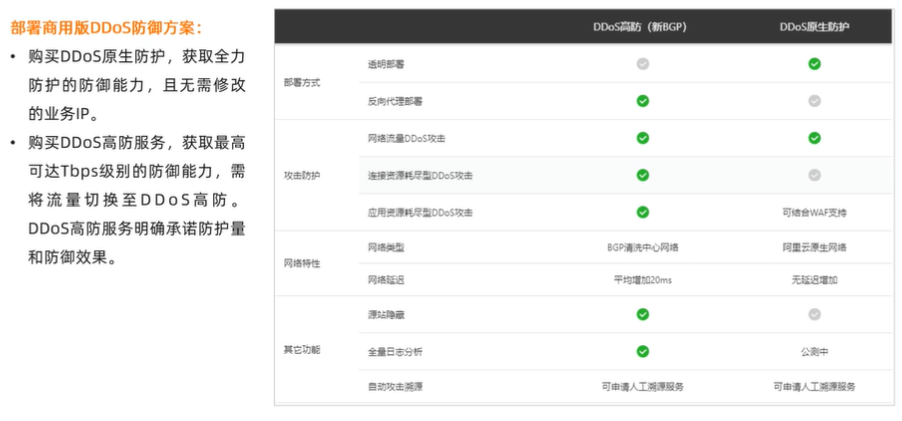 部署商用版DDoS防御方案：
• 购买DDoS原生防护，获取全力
防护的防御能力，且无需修改
的业务IP。
• 购买DDoS高防服务，获取最高
可达Tbps级别的防御能力，需
将流量切换至DDoS高防。
DDoS高防服务明确承诺防护量
和防御效果。
DDoS高防（新BGP） DDoS原生防护
部署方式
透明部署
反向代理部署
攻击防护
网络流量DDoS攻击
连接资源耗尽型DDoS攻击
应用资源耗尽型DDoS攻击 可结合WAF支持
网络特性
网络类型 BGP清洗中心网络 阿里云原生网络
网络延迟 平均增加20ms 无延迟增加
其它功能
源站隐藏
全量日志分析 公测中
自动攻击溯源 可申请人工溯源服务 可申请人工溯源服务